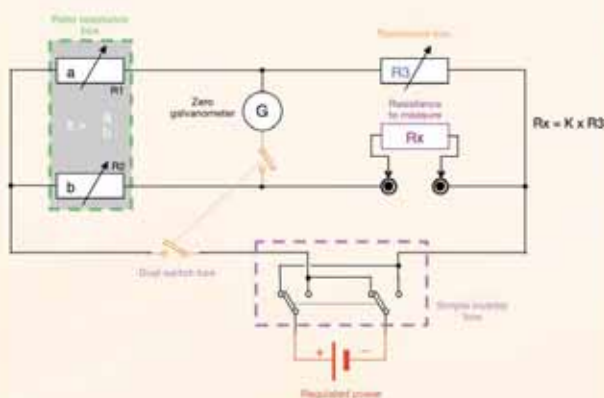 Ratio resistance
box
Resistance box
a
R1
R3
Zero
galvanometer
G
Resistance
to measure
Rx
Rx = K x R3
b
R2
Dual switch box
Simple inverter
box
+
−
Regulated power